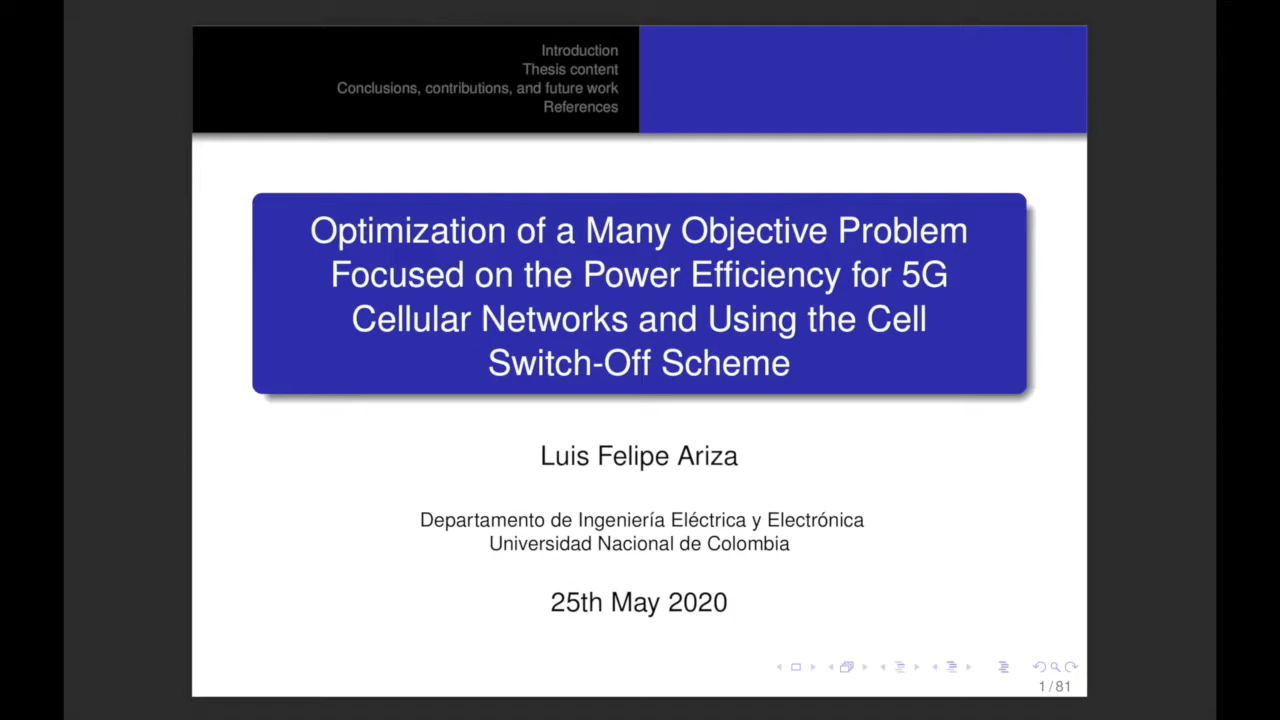 Introduction
Thesis content
Conclusions, contributions, and future work
References
Optimization of a Many Objective Problem
Focused on the Power Efficiency for 5G
Cellular Networks and Using the Cell
Switch-Off Scheme
Luis Felipe Ariza
Departamento de Ingeniería Eléctrica y Electrónica
Universidad Nacional de Colombia
25th May 2020
1 / 81